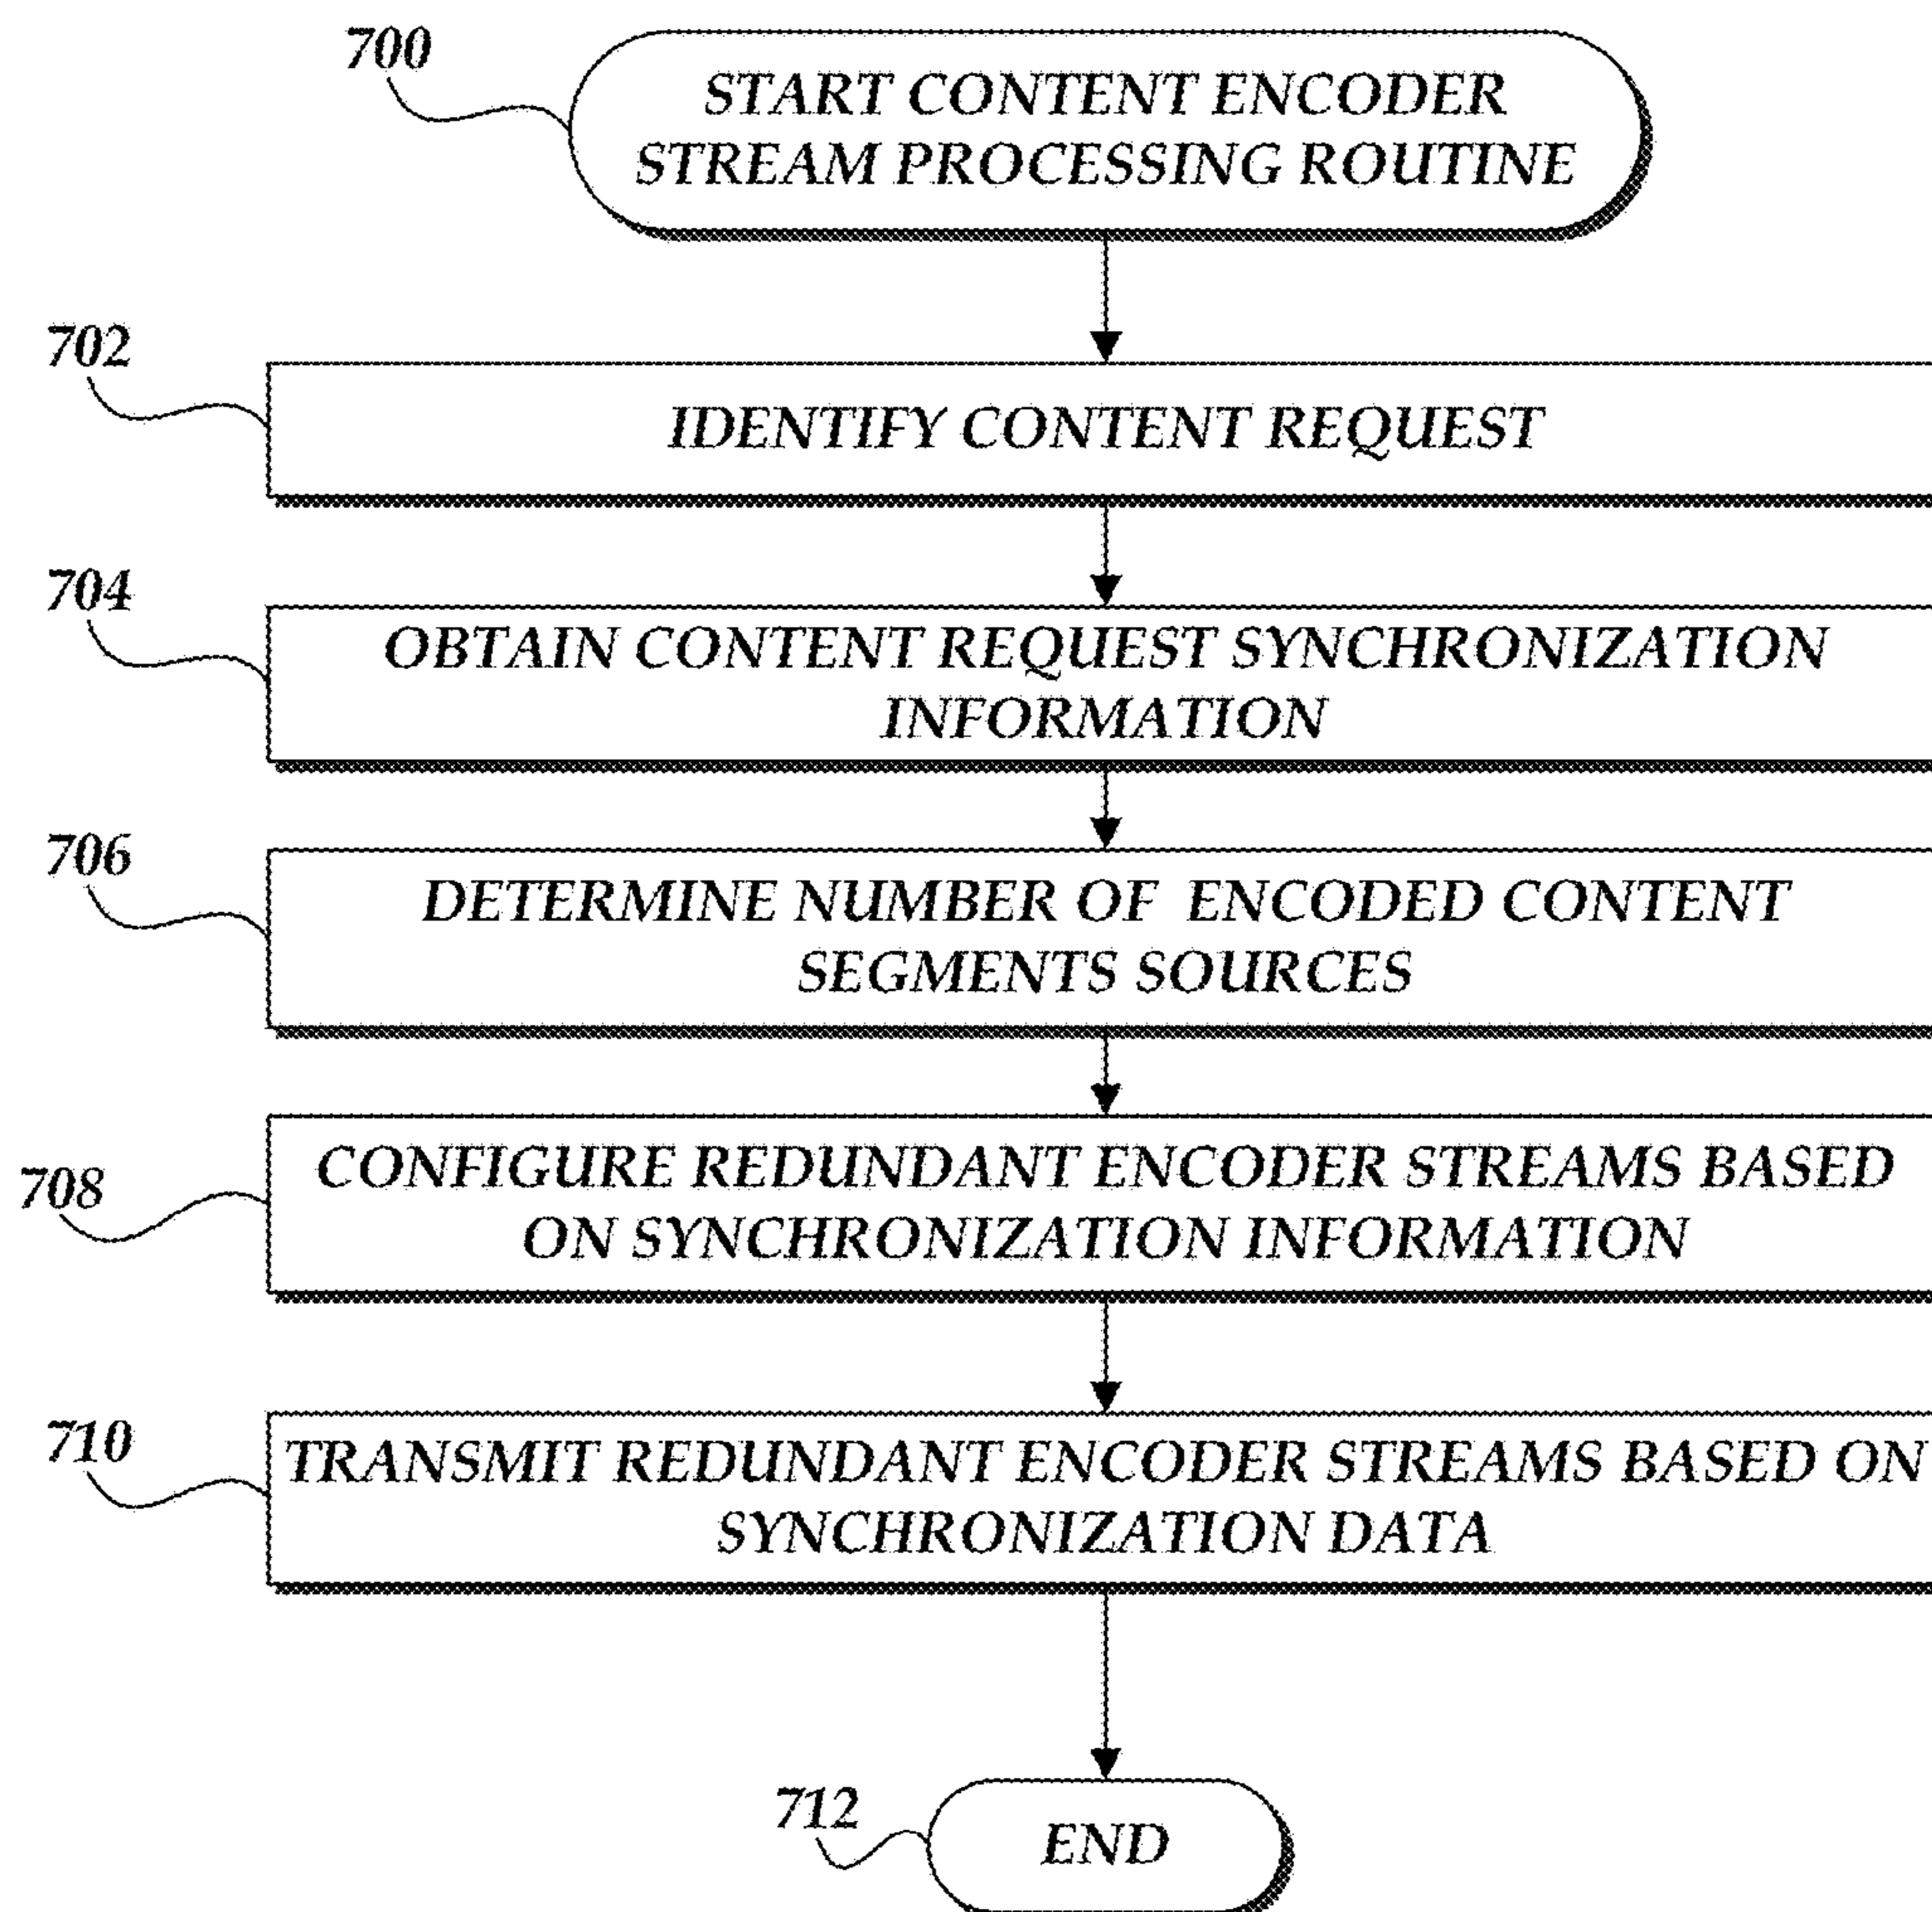 700
START CONTENT ENCODER
STREAM PROCESSING ROUTINE
702
IDENTIFY CONTENT REQUEST
704
OBTAIN CONTENT REQUEST SYNCHRONIZATION
INFORMATION
706
DETERMINE NUMBER OF ENCODED CONTENT
SEGMENTS SOURCES
708
CONFIGURE REDUNDANT ENCODER STREAMS BASED
ON SYNCHRONIZATION INFORMATION
710
TRANSMIT REDUNDANT ENCODER STREAMS BASED ON
SYNCHRONIZATION DATA
712
END